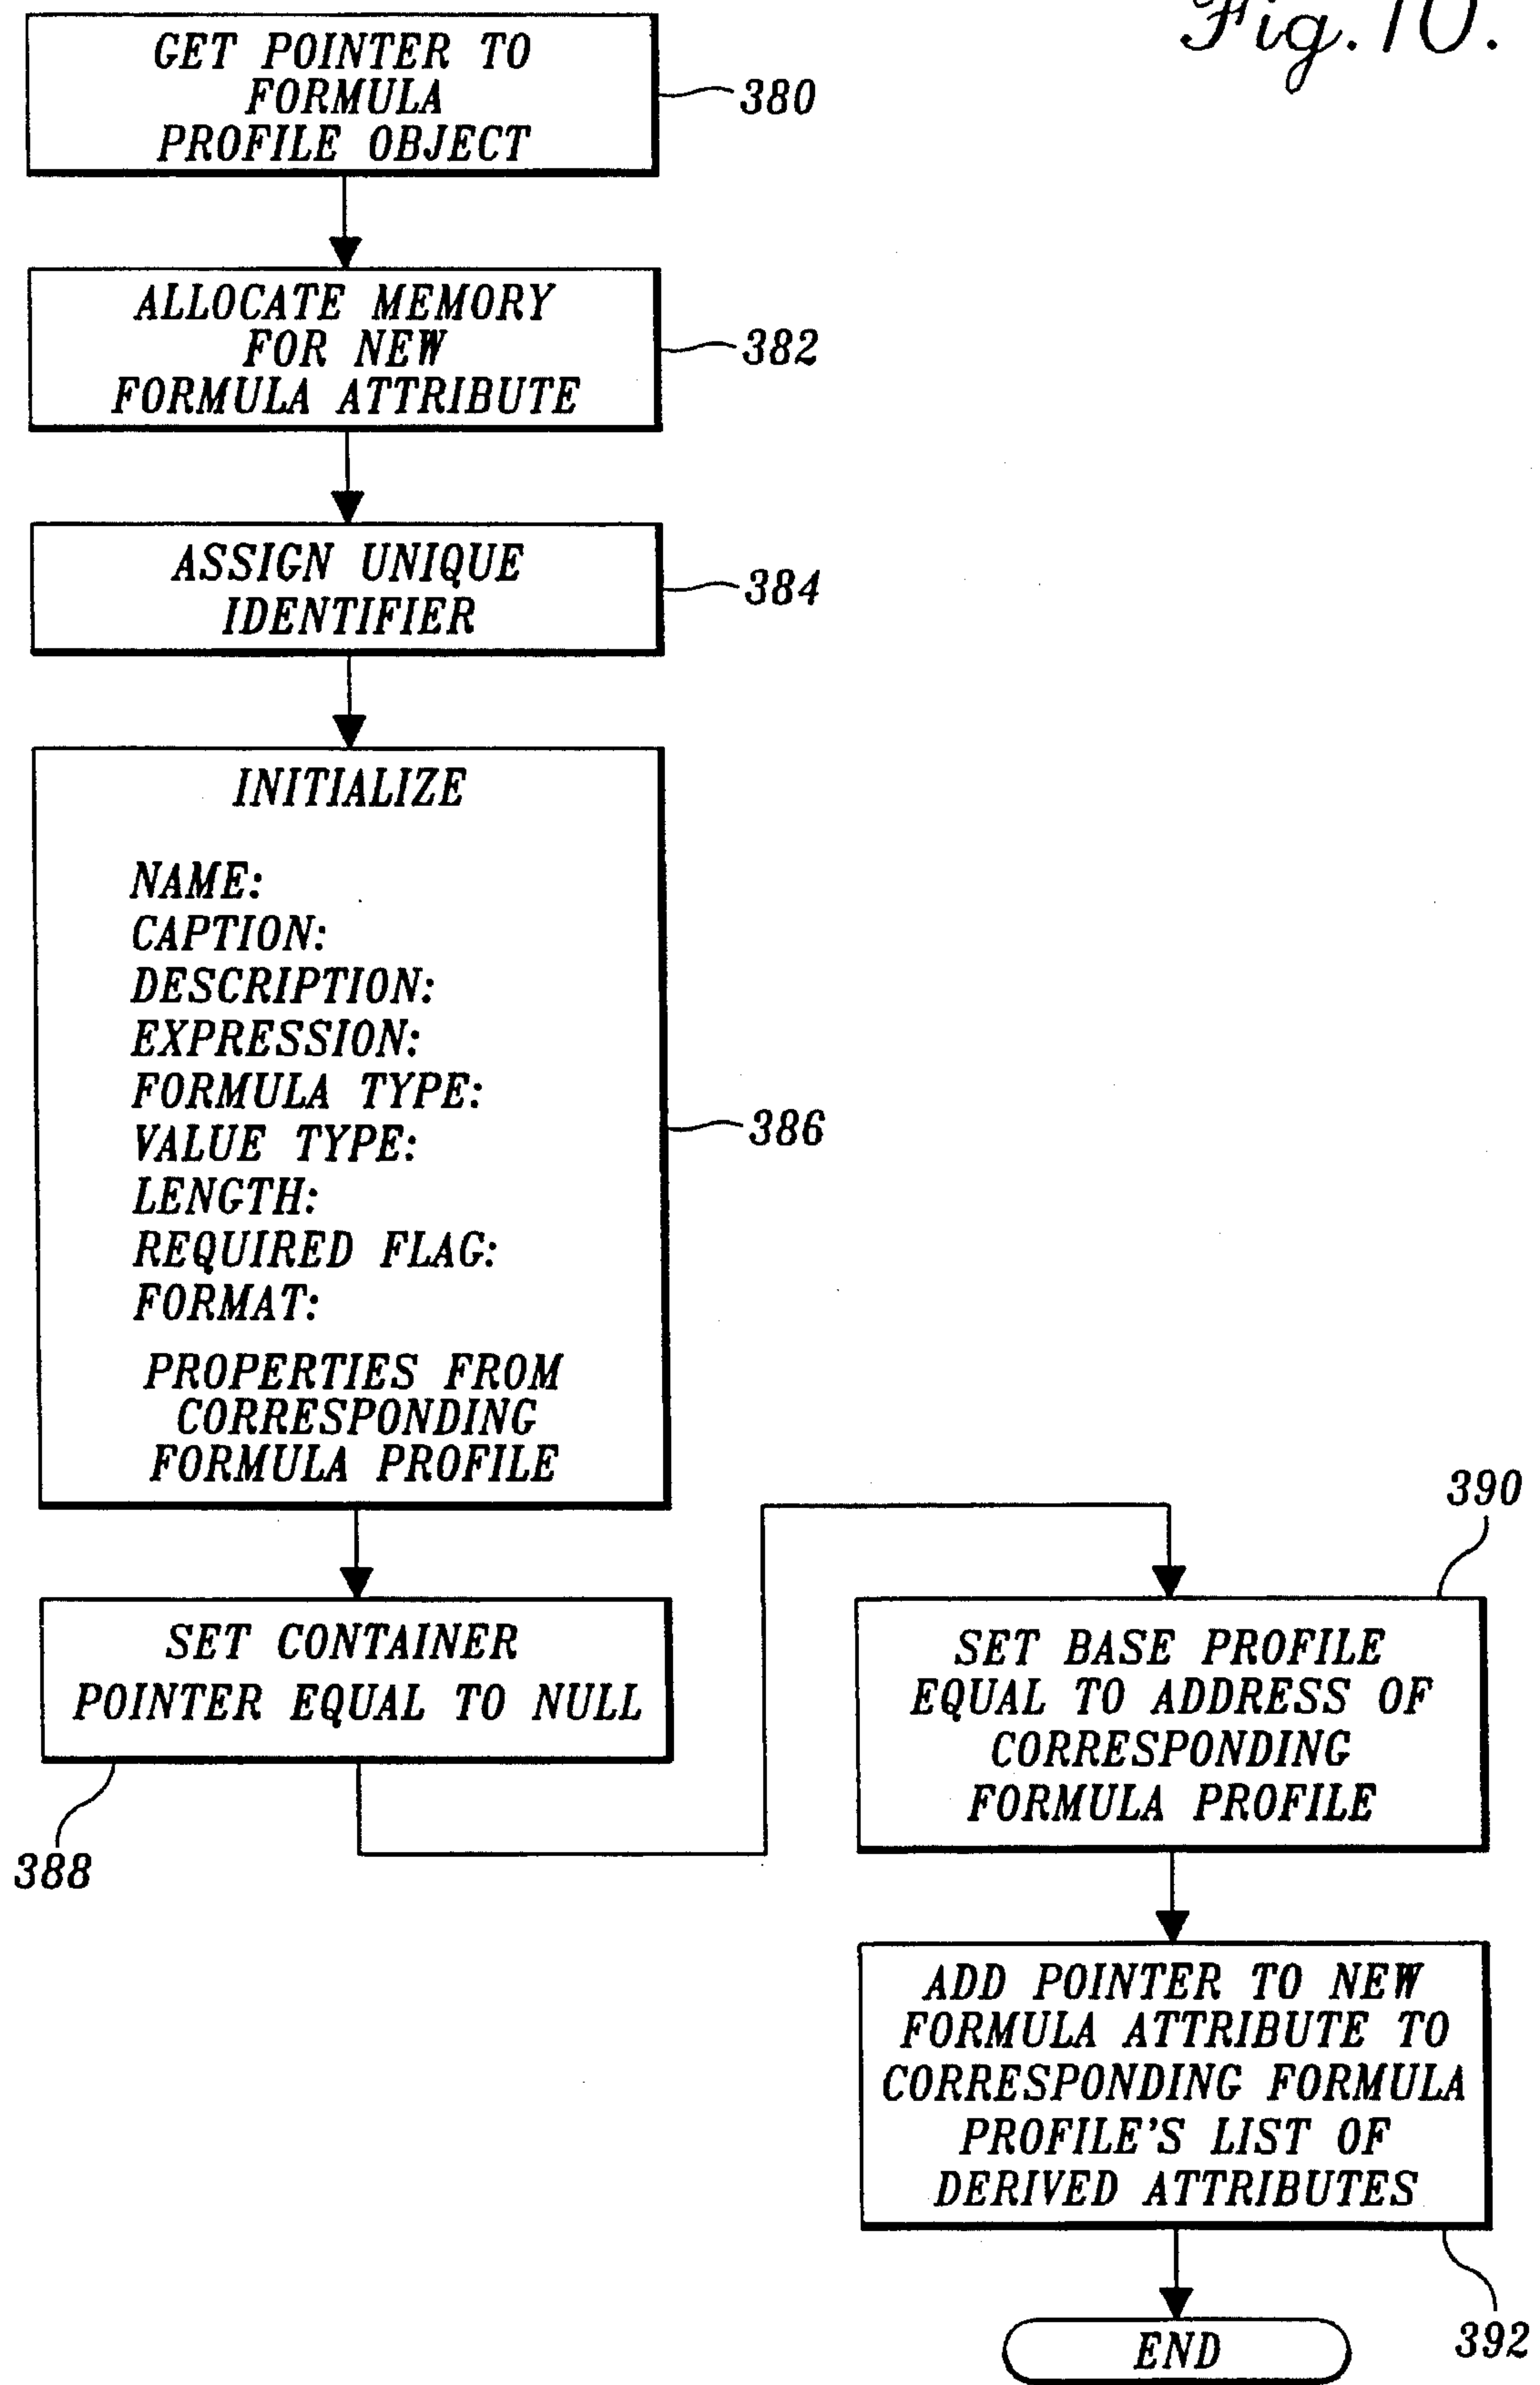 Fig. 10.
GET POINTER TO
FORMULA
PROFILE OBJECT
380
ALLOCATE MEMORY
FOR NEW
FORMULA ATTRIBUTE
382
ASSIGN UNIQUE
IDENTIFIER
384
INITIALIZE
NAME:
CAPTION:
DESCRIPTION:
EXPRESSION:
FORMULA TYPE:
VALUE TYPE:
LENGTH:
REQUIRED FLAG:
FORMAT:
PROPERTIES FROM
CORRESPONDING
FORMULA PROFILE
386
SET CONTAINER
POINTER EQUAL TO NULL
388
390
SET BASE PROFILE
EQUAL TO ADDRESS OF
CORRESPONDING
FORMULA PROFILE
ADD POINTER TO NEW
FORMULA ATTRIBUTE TO
CORRESPONDING FORMULA
PROFILE'S LIST OF
DERIVED ATTRIBUTES
392
END